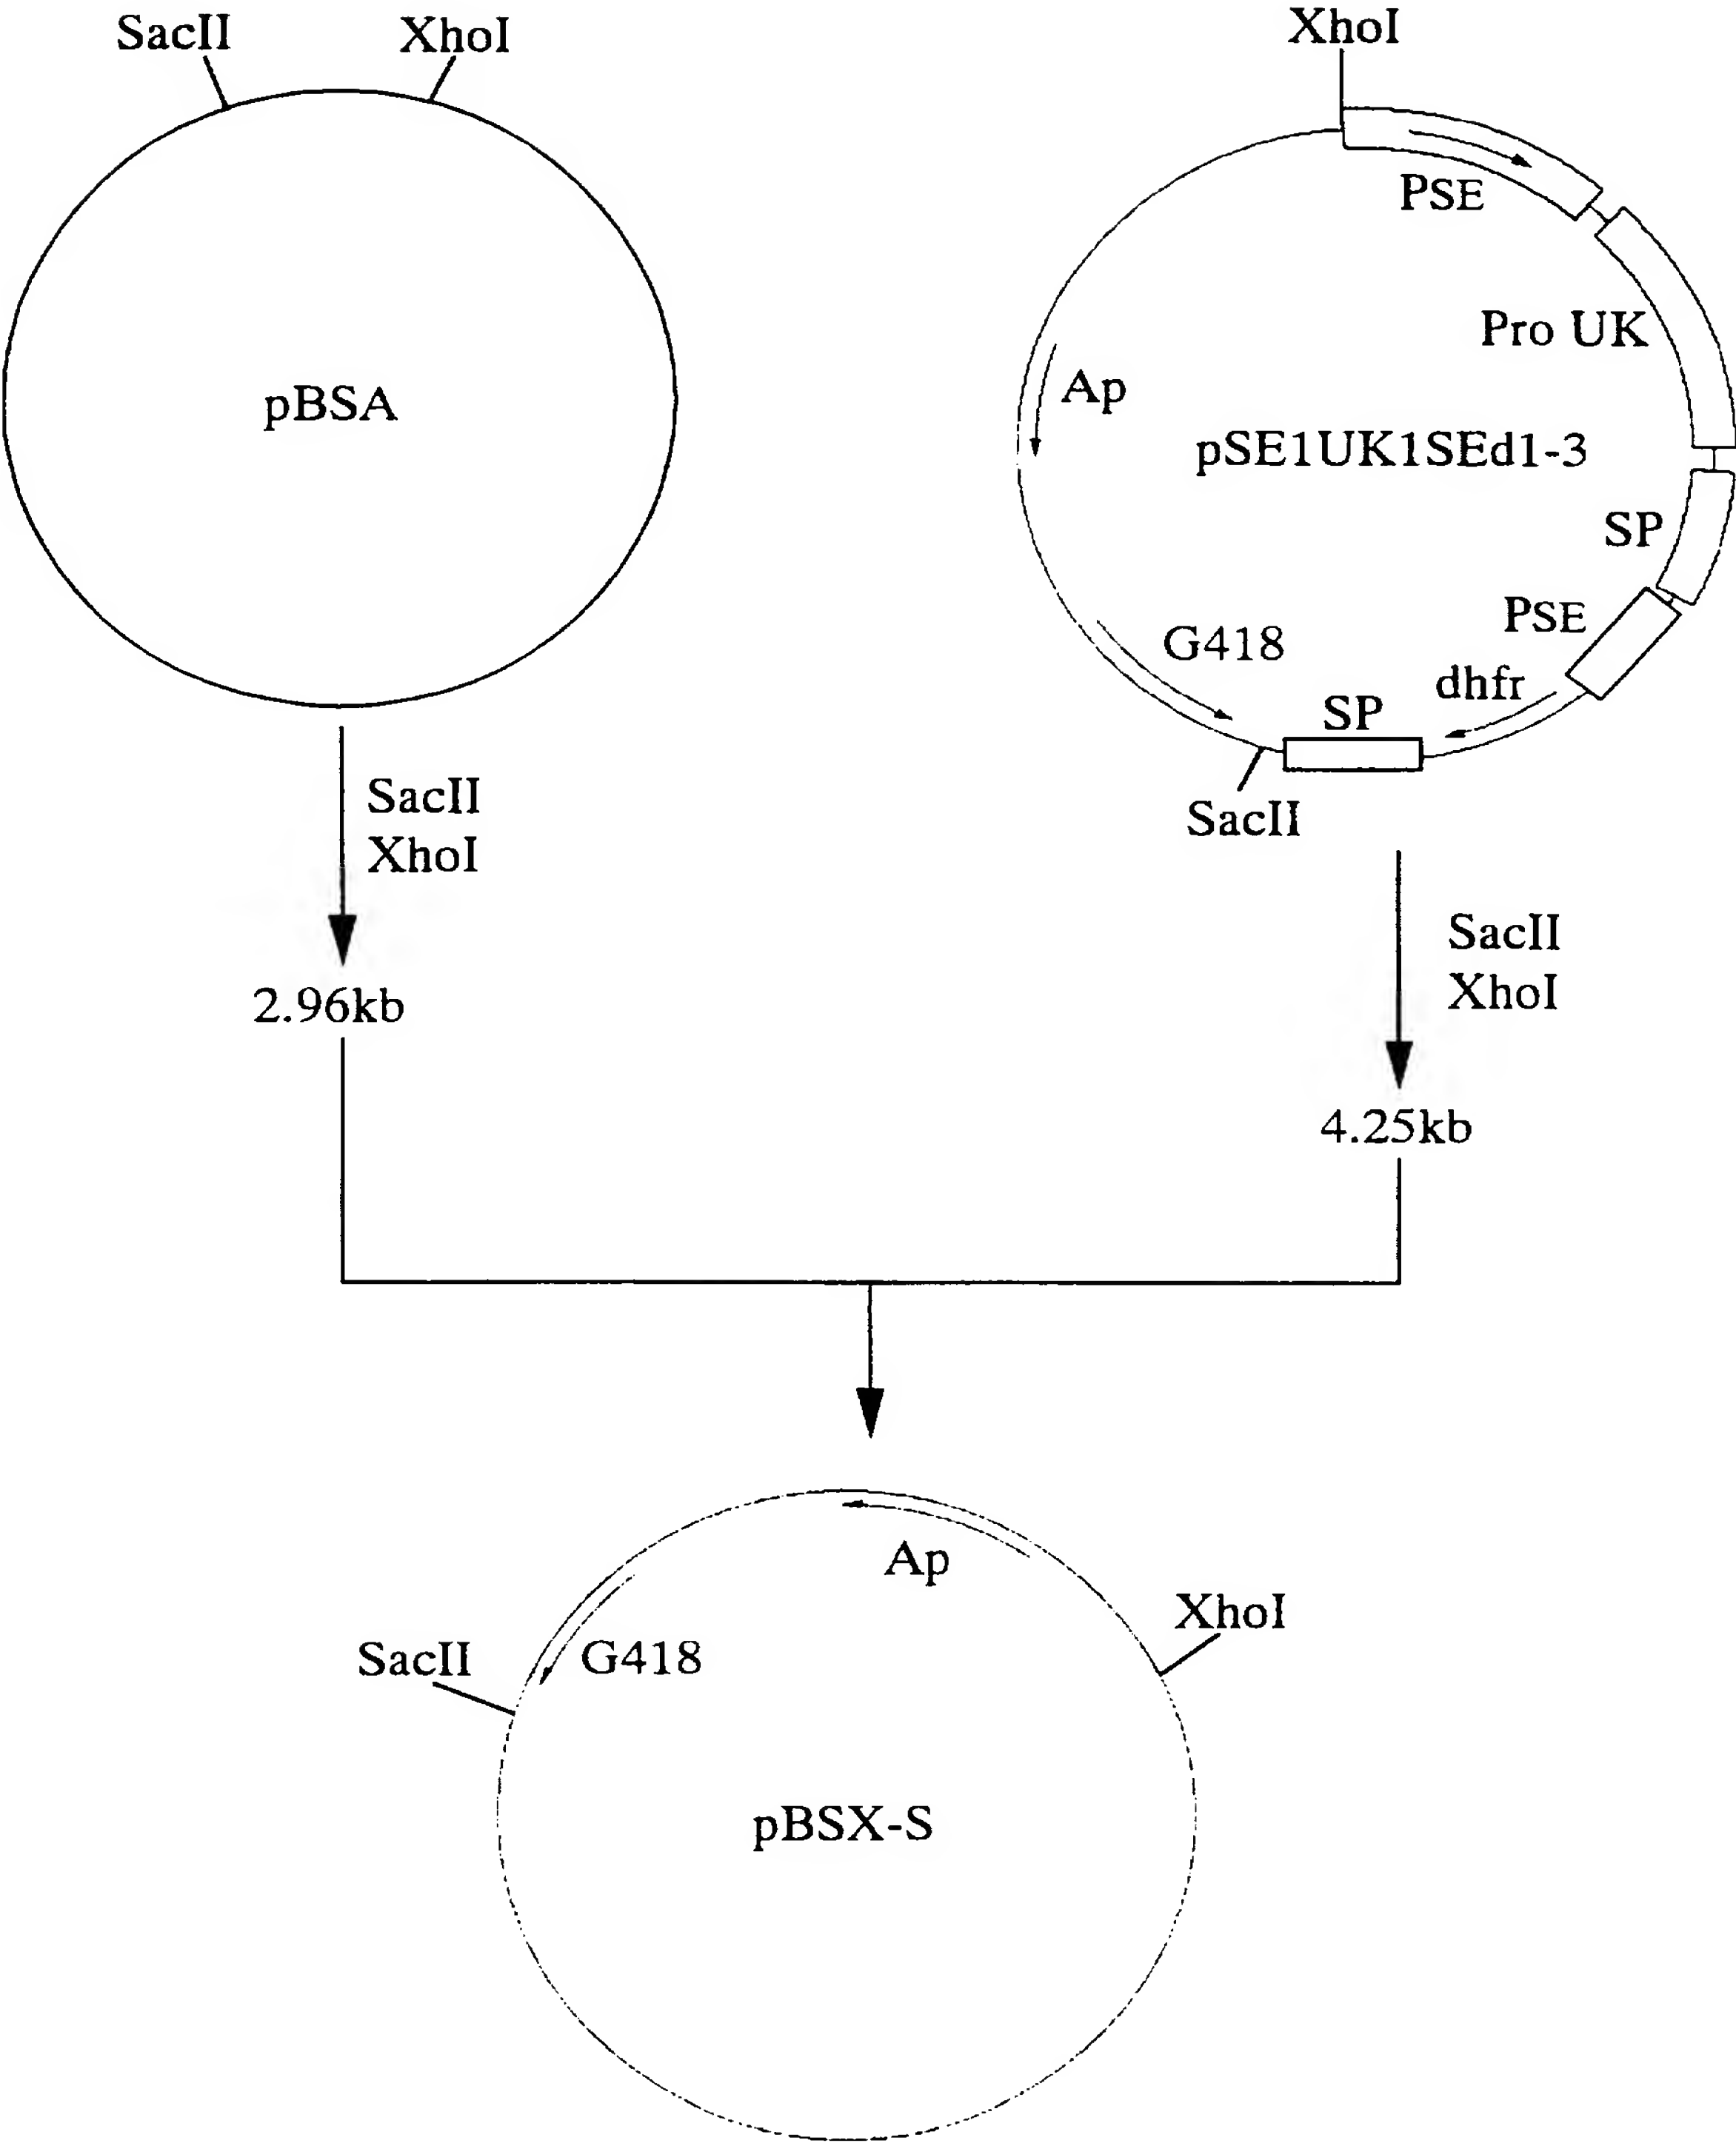 SacII
XhoI
pBSA
SacII
XhoI
2.96kb
XhoI
PSE
Pro UK
Ap
pSE1UK1SEd1-3
SP
PSE
G418
dhfr
SP
SacII
SacII
XhoI
4.25kb
Ap
XhoI
SacII
G418
pBSX-S